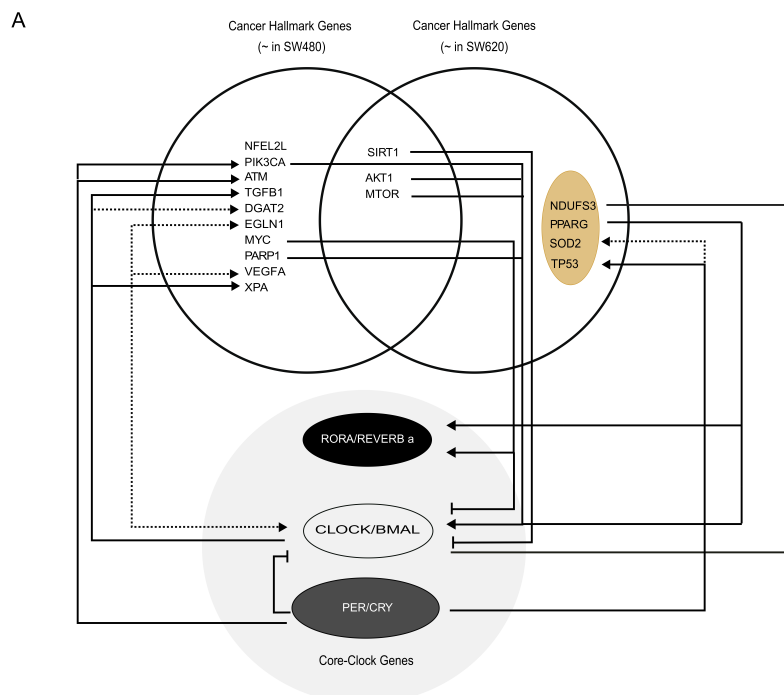 A
Cancer Hallmark Genes
(~ in SW480)
Cancer Hallmark Genes
(~ in SW620)
NFEL2L
PIK3CA
ATM
TGFB1
DGAT2
EGLN1
MYC
PARP1
VEGFA
XPA
SIRT1
AKT1
MTOR
NDUFS3
PPARG
SOD2
TP53
RORA/REVERB a
CLOCK/BMAL
PER/CRY
Core-Clock Genes